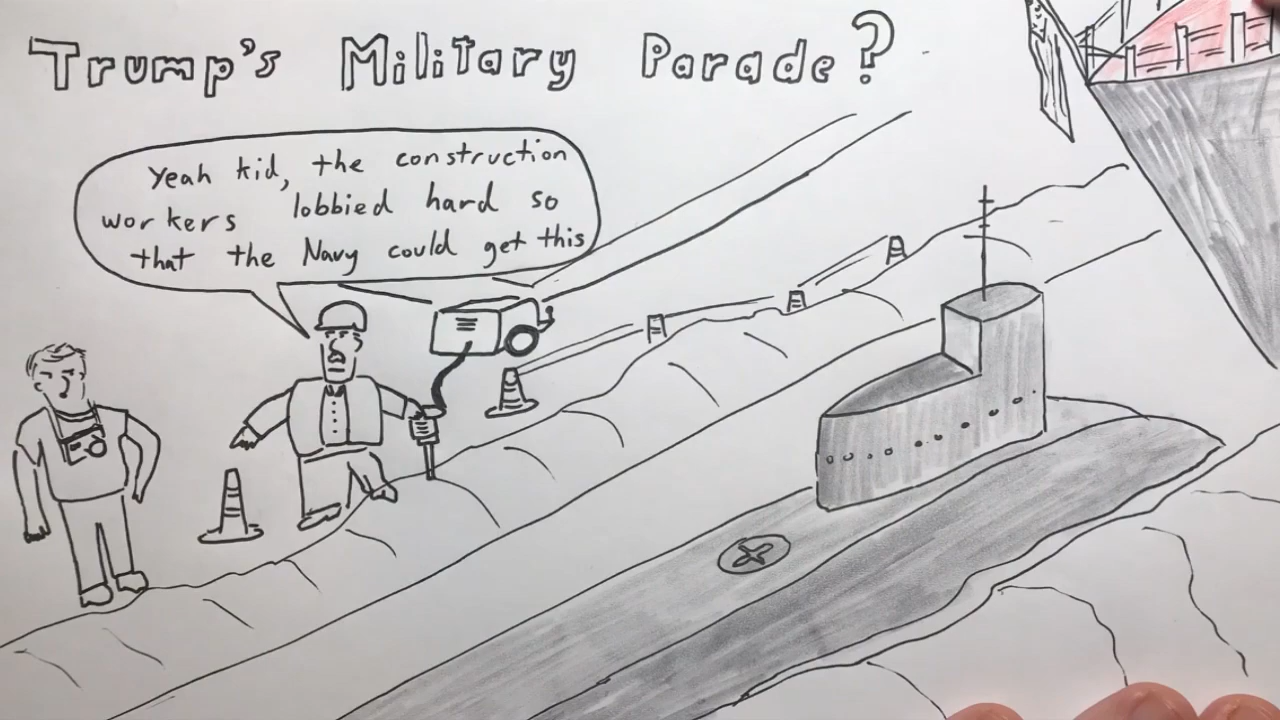 Trump's Military Parade?
Yeah kid, the construction
workers lobbied hard so
that the Navy could get this